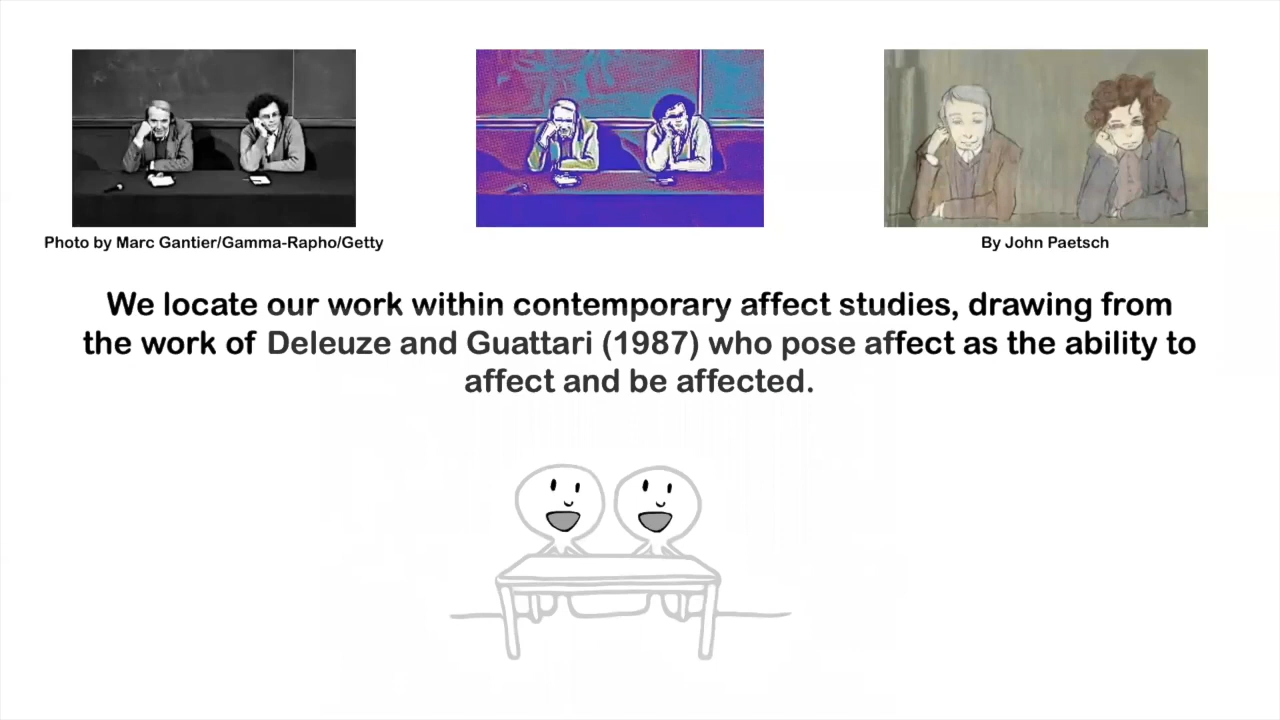 Photo by Marc Gantier/Gamma-Rapho/Getty
By John Paetsch
We locate our work within contemporary affect studies, drawing from
the work of Deleuze and Guattari (1987) who pose affect as the ability to
affect and be affected.